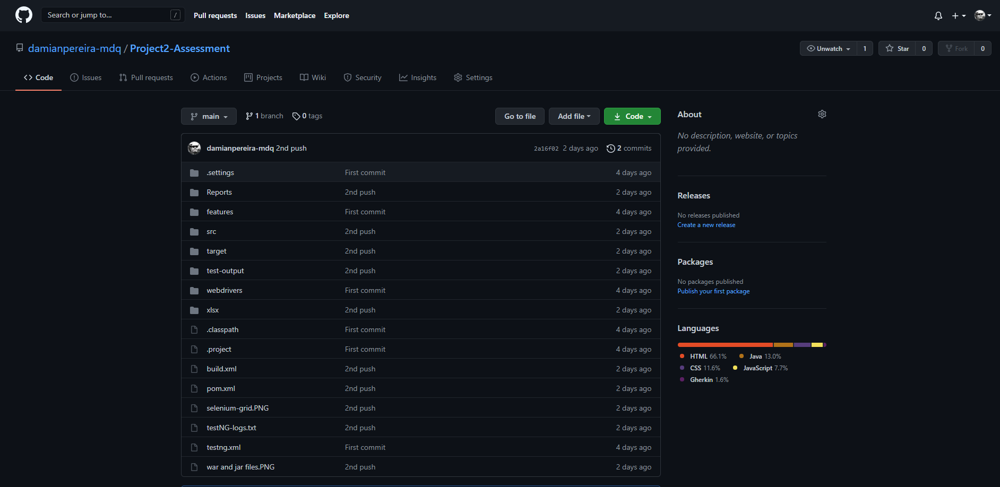 Search or jump to... /
Pull requests Issues Marketplace Explore
damianpereira-mdq / Project2-Assessment
Unwatch 1 Star 0 Fork 0
Code Issues Pull requests Actions Projects Wiki Security Insights Settings
main 1 branch 0 tags Go to file Add file Code
damianpereira-mdq 2nd push 2a16f02 2 days ago 2 commits
.settings First commit 4 days ago
Reports 2nd push 2 days ago
features First commit 4 days ago
src 2nd push 2 days ago
target 2nd push 2 days ago
test-output 2nd push 2 days ago
webdrivers First commit 4 days ago
xlsx 2nd push 2 days ago
.classpath First commit 4 days ago
.project First commit 4 days ago
build.xml 2nd push 2 days ago
pom.xml 2nd push 2 days ago
selenium-grid.PNG 2nd push 2 days ago
testNG-logs.txt 2nd push 2 days ago
testng.xml First commit 4 days ago
war and jar files.PNG 2nd push 2 days ago
About
No description, website, or topics
provided.
Releases
No releases published
Create a new release
Packages
No packages published
Publish your first package
Languages
HTML 66.1% Java 13.0%
CSS 11.6% JavaScript 7.7%
Gherkin 1.6%